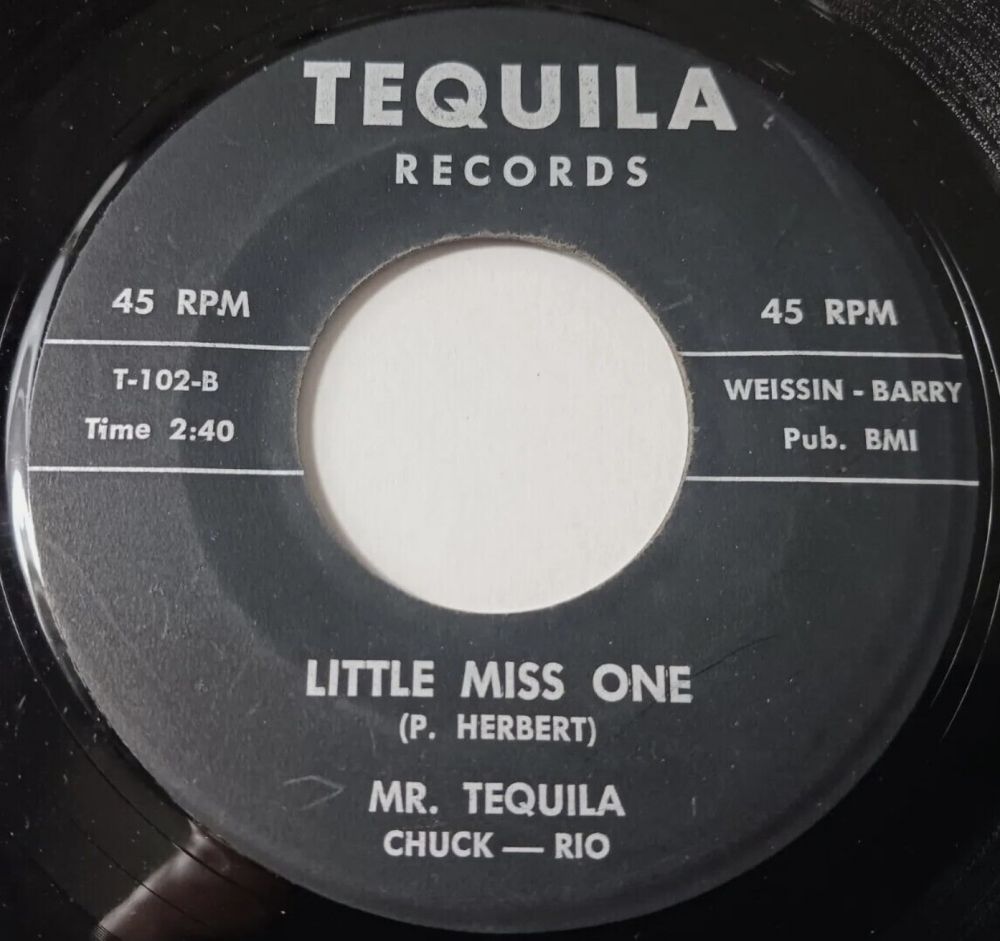 TEQUILA
RECORDS
45 RPM
T-102-B
Time 2:40
45 RPM
WEISSIN - BARRY
Pub. BMI
LITTLE MISS ONE
(P. HERBERT)
MR. TEQUILA
CHUCK — RIO